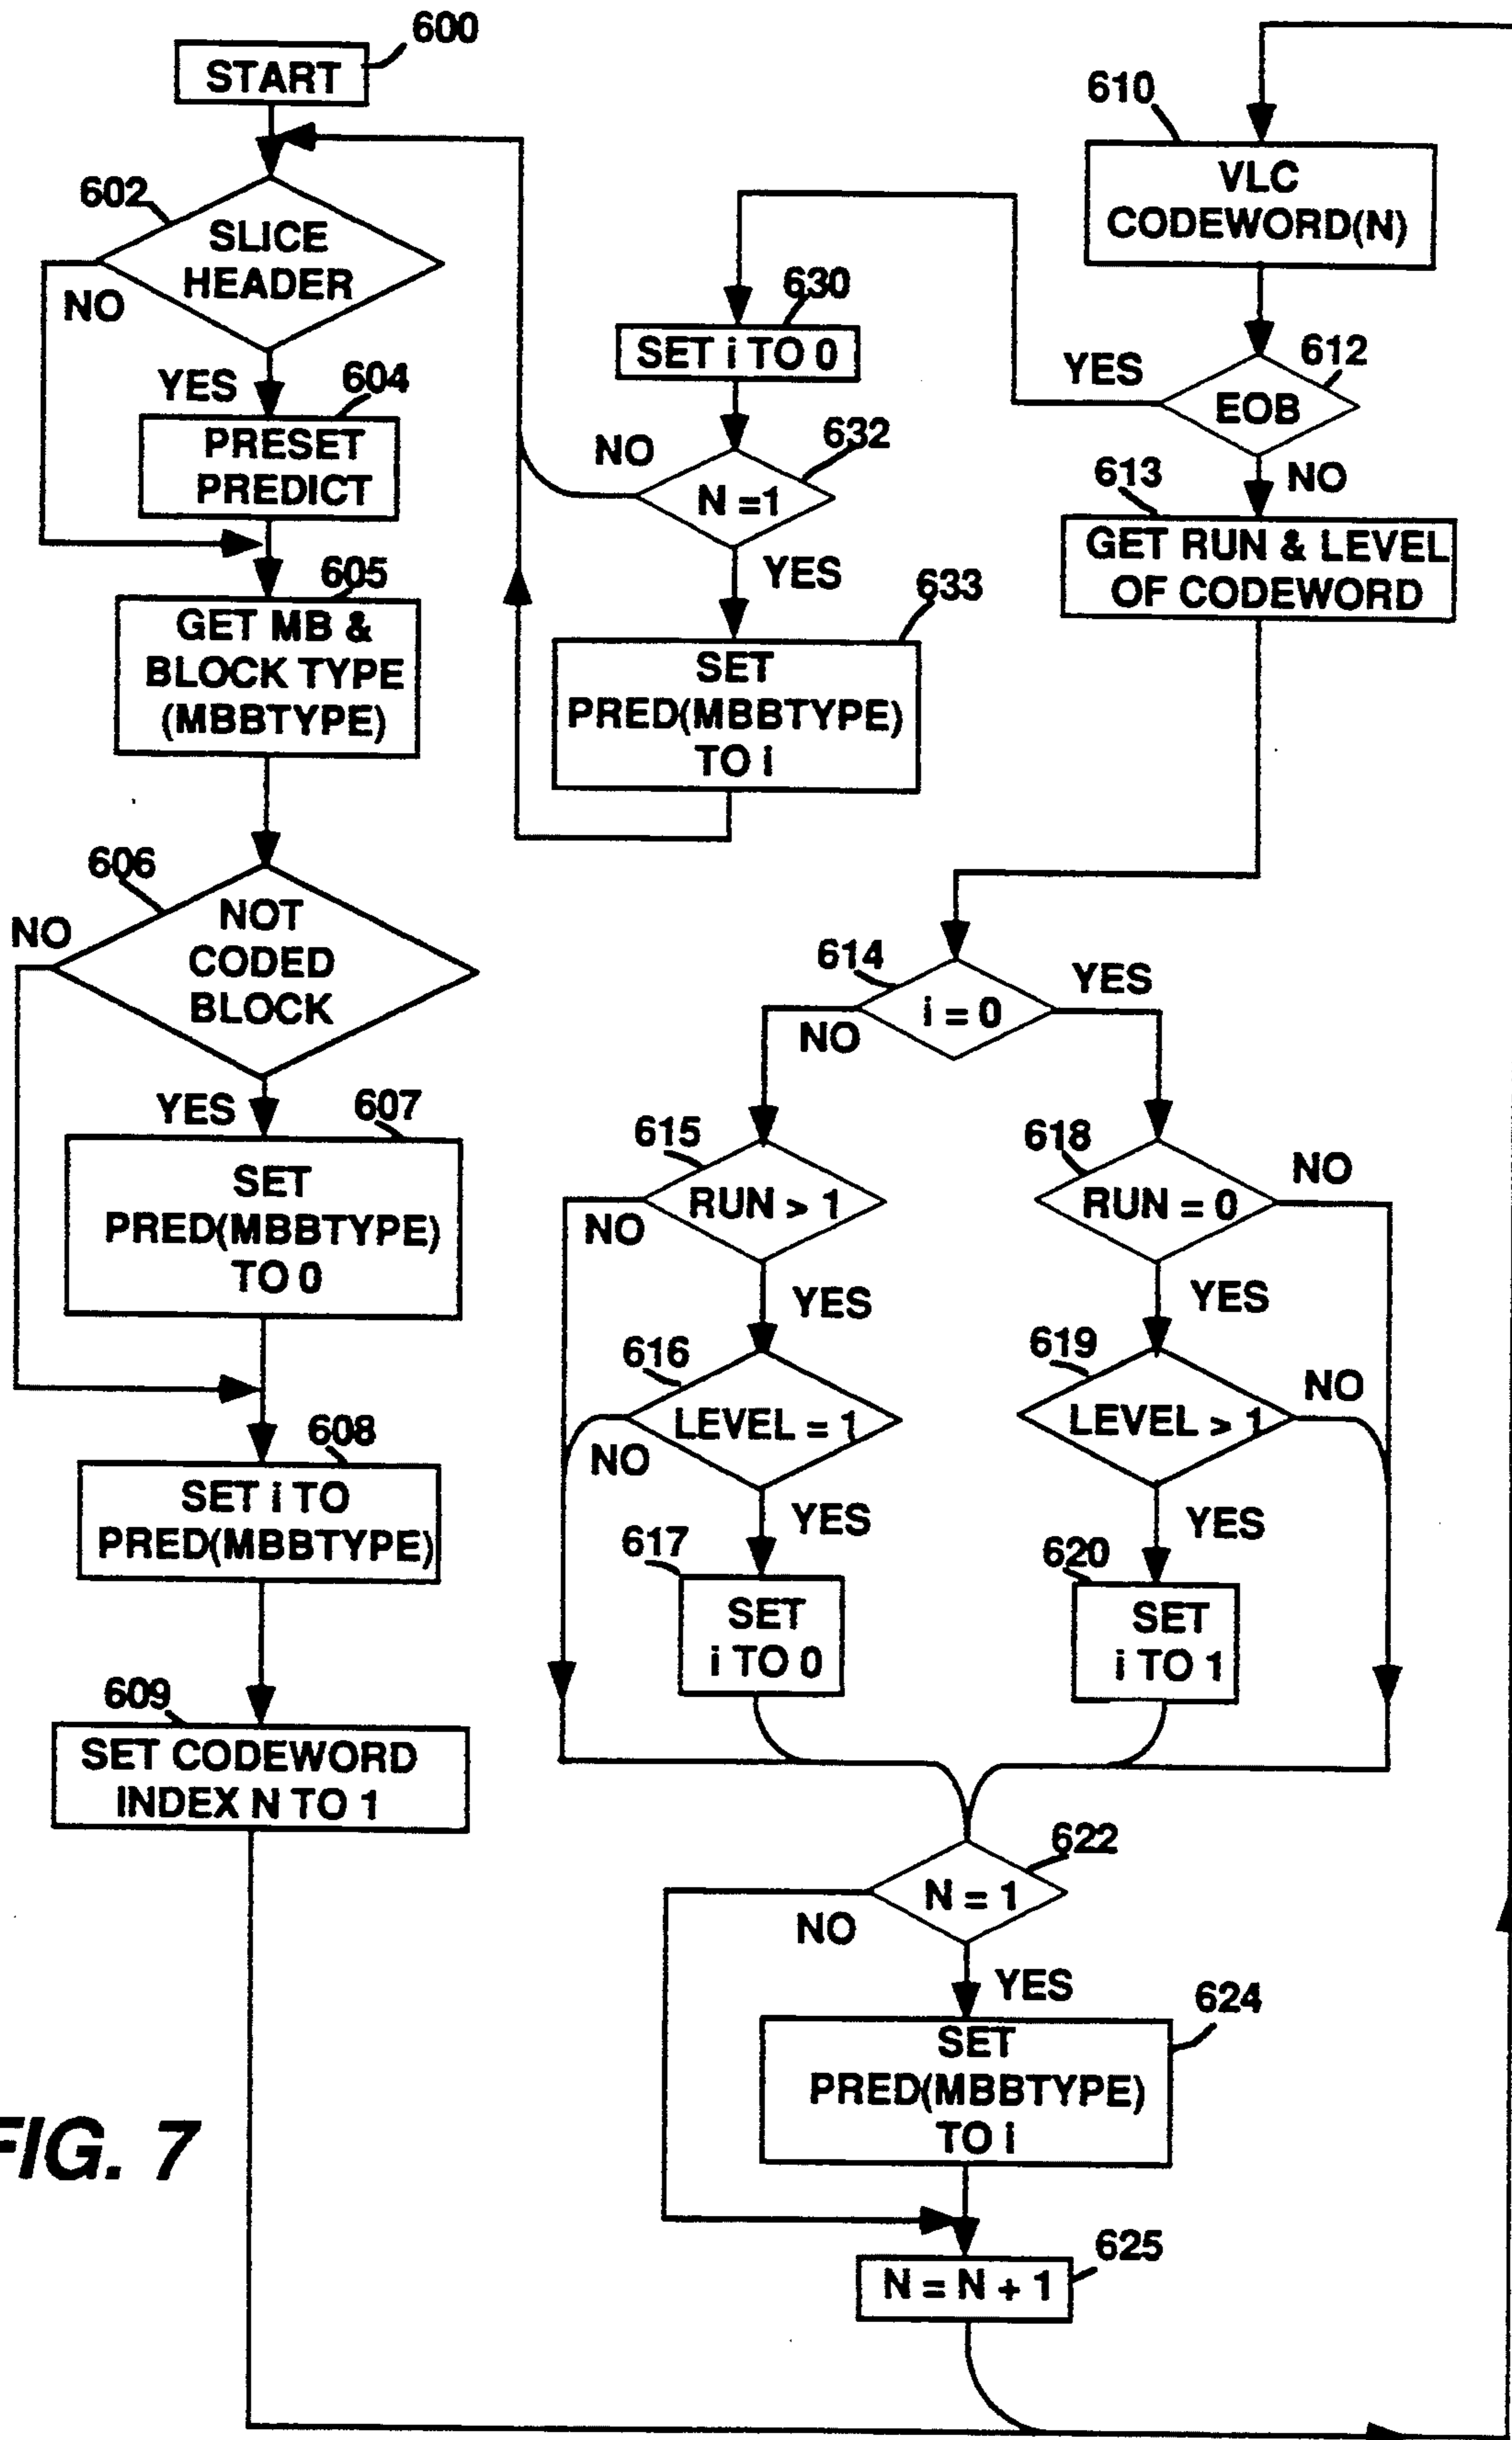 600
START
602
SLICE
HEADER
NO
YES
604
PRESET
PREDICT
605
GET MB &
BLOCK TYPE
(MBBTYPE)
606
NO
NOT
CODED
BLOCK
YES
607
SET
PRED(MBBTYPE)
TO 0
608
SET i TO
PRED(MBBTYPE)
609
SET CODEWORD
INDEX N TO 1
610
VLC
CODEWORD(N)
612
YES
EOB
NO
613
GET RUN & LEVEL
OF CODEWORD
630
SET i TO 0
632
NO
N =1
YES
633
SET
PRED(MBBTYPE)
TO i
614
YES
i = 0
NO
615
RUN > 1
NO
YES
616
LEVEL = 1
NO
YES
617
SET
i TO 0
618
NO
RUN = 0
YES
619
NO
LEVEL > 1
YES
620
SET
i TO 1
622
N = 1
NO
YES
624
SET
PRED(MBBTYPE)
TO i
625
N = N + 1
FIG. 7